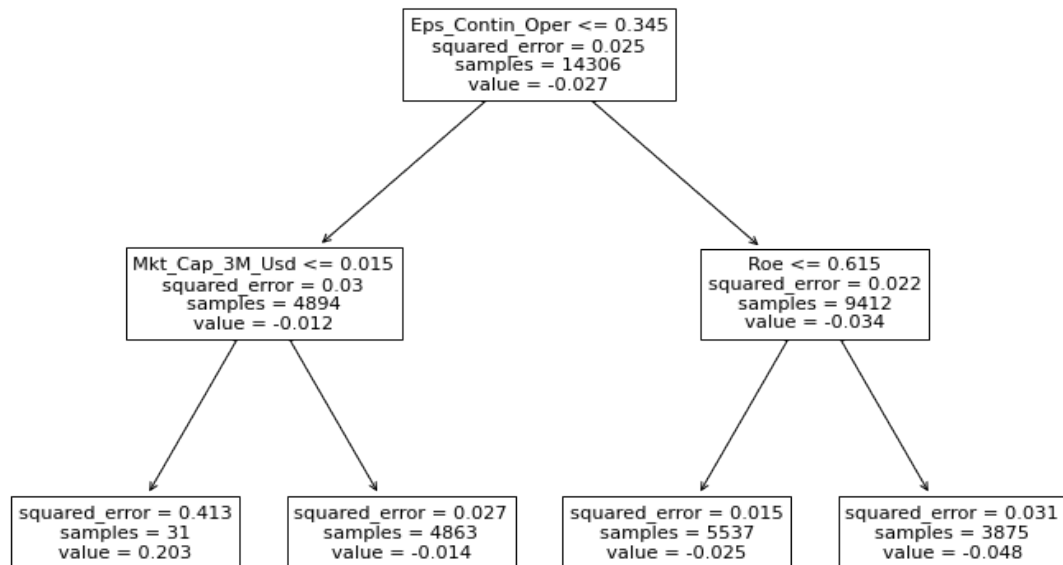 Eps_Contin_Oper <= 0.345
squared_error = 0.025
samples = 14306
value = -0.027
Mkt_Cap_3M_Usd <= 0.015
squared_error = 0.03
samples = 4894
value = -0.012
Roe <= 0.615
squared_error = 0.022
samples = 9412
value = -0.034
squared_error = 0.413
samples = 31
value = 0.203
squared_error = 0.027
samples = 4863
value = -0.014
squared_error = 0.015
samples = 5537
value = -0.025
squared_error = 0.031
samples = 3875
value = -0.048